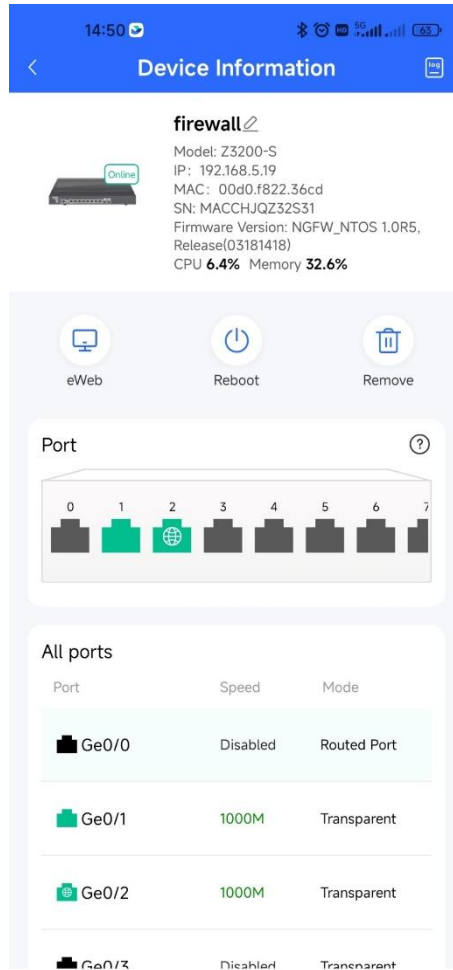 14:50
HD 5G 63
Device Information
log
firewall
Online
Model: Z3200-S
IP: 192.168.5.19
MAC: 00d0.f822.36cd
SN: MACCHJQZ32S31
Firmware Version: NGFW_NTOS 1.0R5,
Release(03181418)
CPU 6.4% Memory 32.6%
eWeb Reboot Remove
Port ?
0 1 2 3 4 5 6 7
All ports
Port Speed Mode
Ge0/0 Disabled Routed Port
Ge0/1 1000M Transparent
Ge0/2 1000M Transparent
Ge0/3 Disabled Transparent